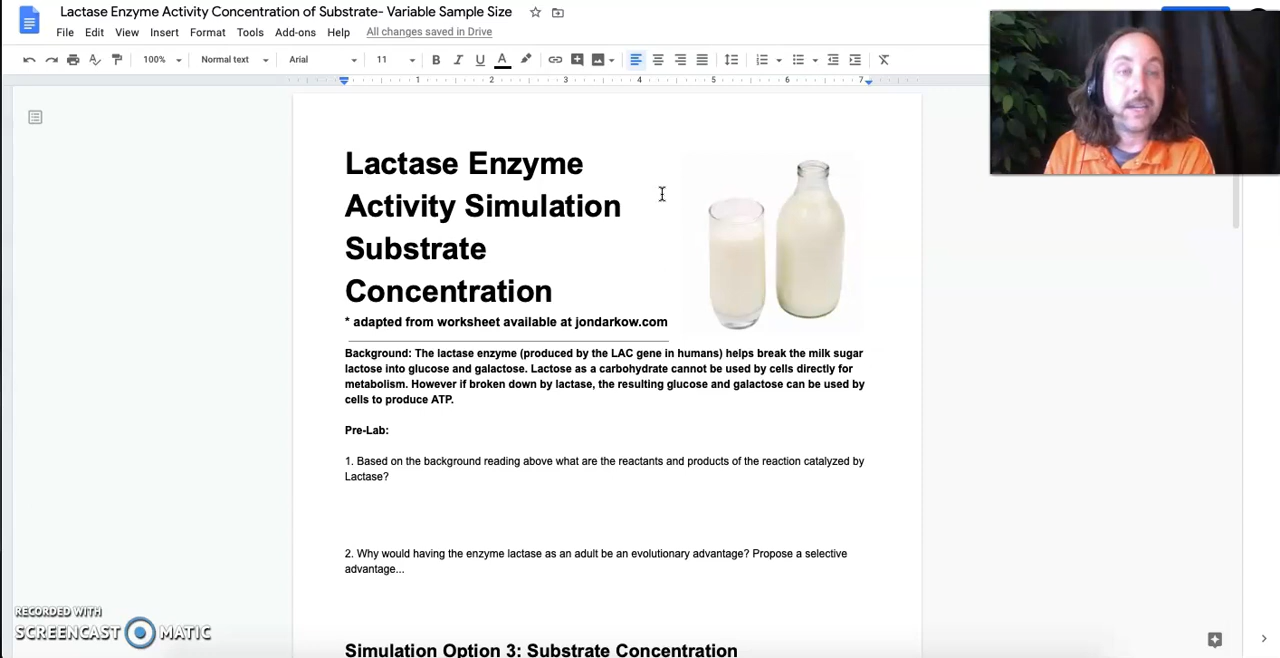 Lactase Enzyme Activity Concentration of Substrate- Variable Sample Size
File Edit View Insert Format Tools Add-ons Help All changes saved in Drive
100% Normal text Arial 11 B I U A
1 2 3 4 5 6 7
Lactase Enzyme
Activity Simulation
Substrate
Concentration
* adapted from worksheet available at jondarkow.com
Background: The lactase enzyme (produced by the LAC gene in humans) helps break the milk sugar
lactose into glucose and galactose. Lactose as a carbohydrate cannot be used by cells directly for
metabolism. However if broken down by lactase, the resulting glucose and galactose can be used by
cells to produce ATP.
Pre-Lab:
1. Based on the background reading above what are the reactants and products of the reaction catalyzed by
Lactase?
2. Why would having the enzyme lactase as an adult be an evolutionary advantage? Propose a selective
advantage...
Simulation Option 3: Substrate Concentration
RECORDED WITH
SCREENCAST MATIC